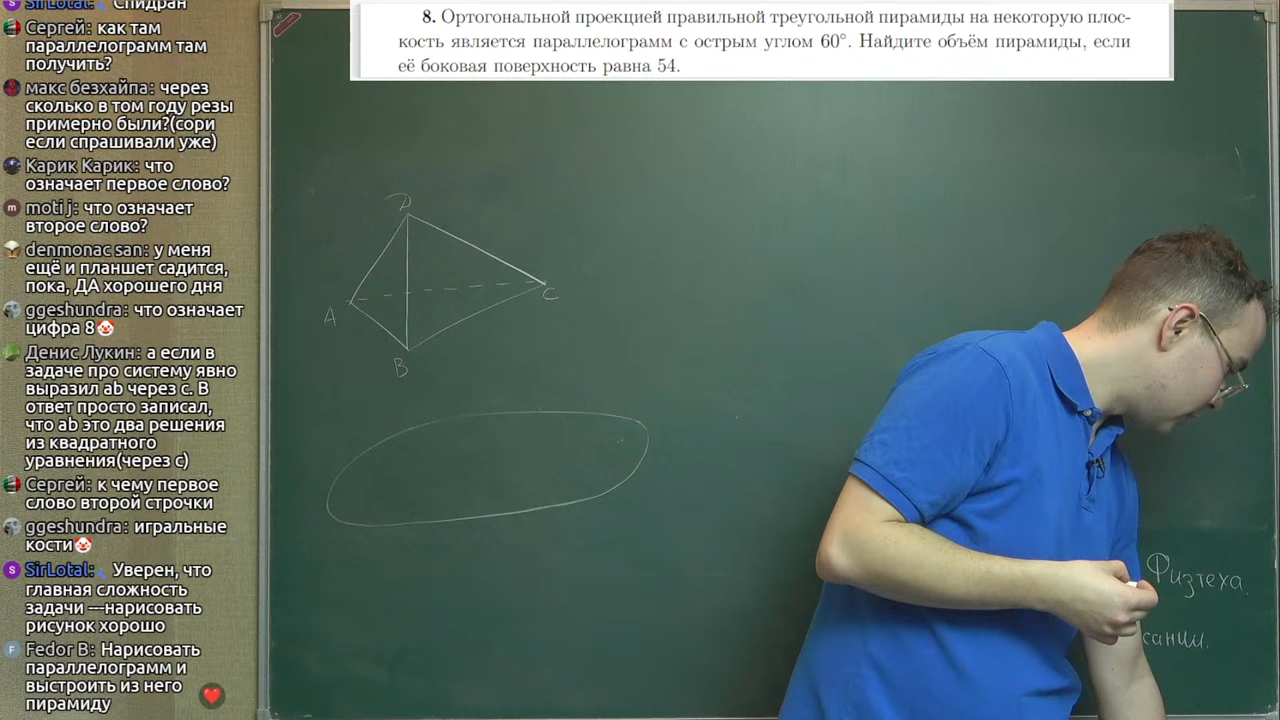 SirLotal: Спидран
Сергей: как там
параллелограмм там
получить?
макс безхайпа: через
сколько в том году резы
примерно были?(сори
если спрашивали уже)
Карик Карик: что
означает первое слово?
moti j: что означает
второе слово?
denmonac san: у меня
ещё и планшет садится,
пока, ДА хорошего дня
ggeshundra: что означает
цифра 8🤡
Денис Лукин: а если в
задаче про систему явно
выразил ab через c. В
ответ просто записал,
что ab это два решения
из квадратного
уравнения(через с)
Сергей: к чему первое
слово второй строчки
ggeshundra: игральные
кости🤡
SirLotal: Уверен, что
главная сложность
задачи ---нарисовать
рисунок хорошо
Fedor B: Нарисовать
параллелограмм и
выстроить из него
пирамиду
8. Ортогональной проекцией правильной треугольной пирамиды на некоторую плос-
кость является параллелограмм с острым углом 60°. Найдите объём пирамиды, если
её боковая поверхность равна 54.
D
A
C
B
Физтеха.